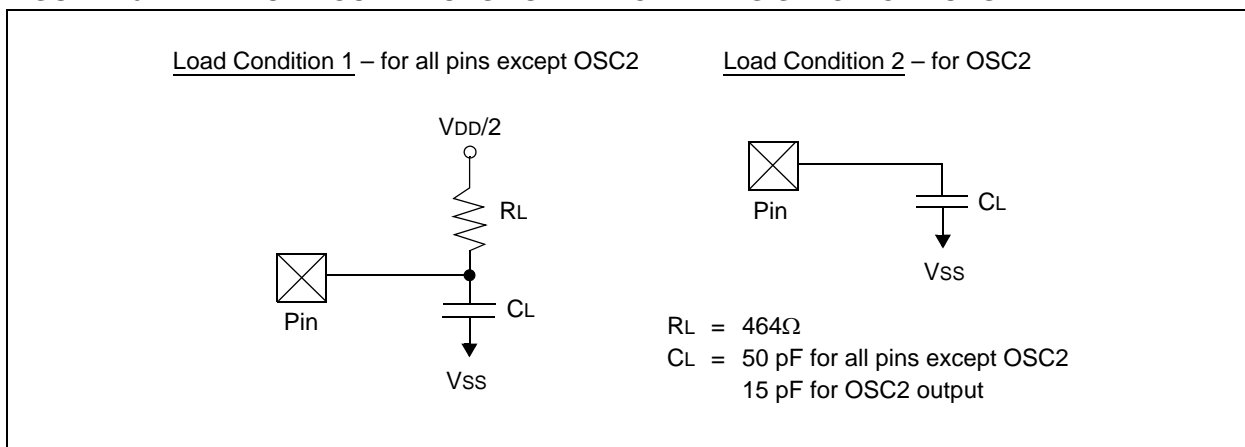 Load Condition 1 – for all pins except OSC2
VDD/2
RL
Pin
CL
VSS
Load Condition 2 – for OSC2
Pin
CL
VSS
RL = 464Ω
CL = 50 pF for all pins except OSC2
15 pF for OSC2 output